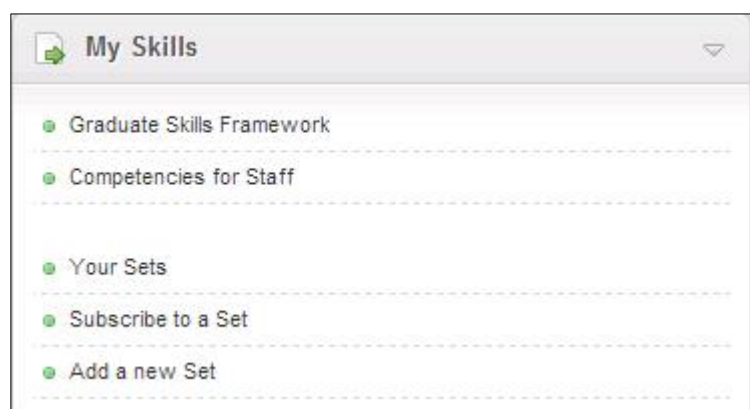 My Skills
Graduate Skills Framework
Competencies for Staff
Your Sets
Subscribe to a Set
Add a new Set